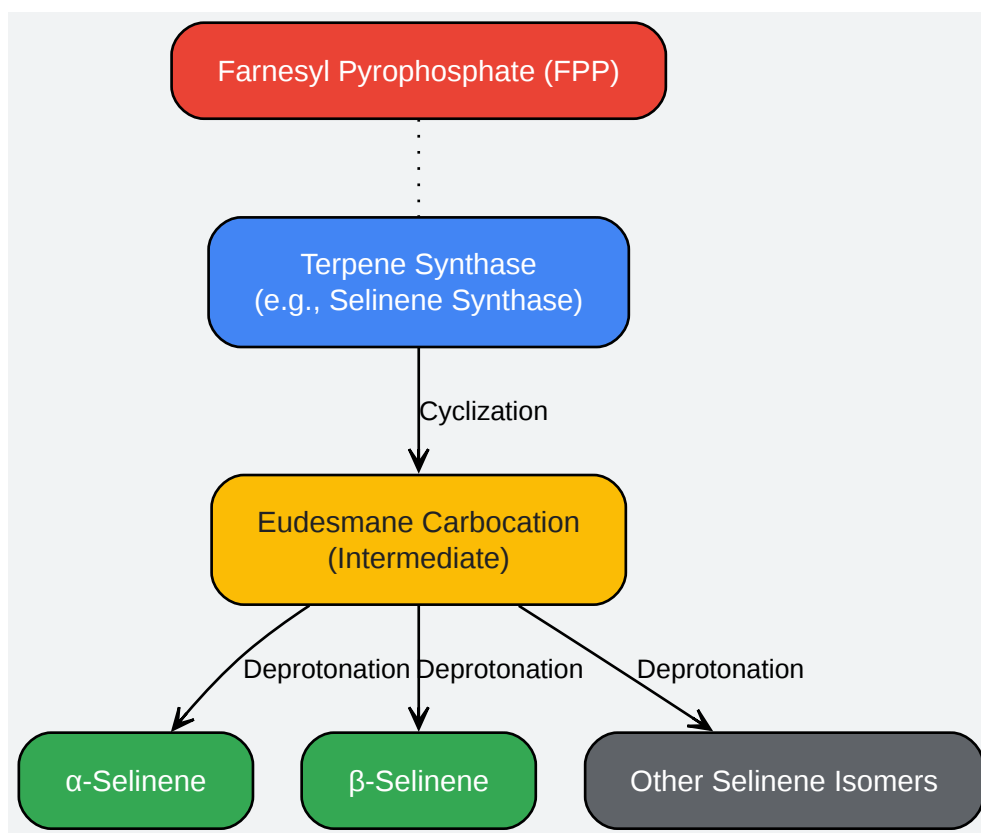 Farnesyl Pyrophosphate (FPP)
Terpene Synthase
(e.g., Selinene Synthase)
Cyclization
Eudesmane Carbocation
(Intermediate)
Deprotonation
Deprotonation
Deprotonation
α-Selinene
β-Selinene
Other Selinene Isomers